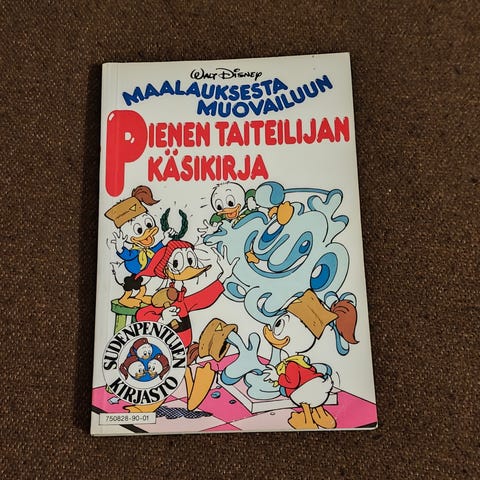 Walt Disney
MAALAUKSESTA
MUOVAILUUN
PIENEN TAITEILIJAN
KÄSIKIRJA
SUDENPENTUJEN
KIRJASTO
750828-90-01